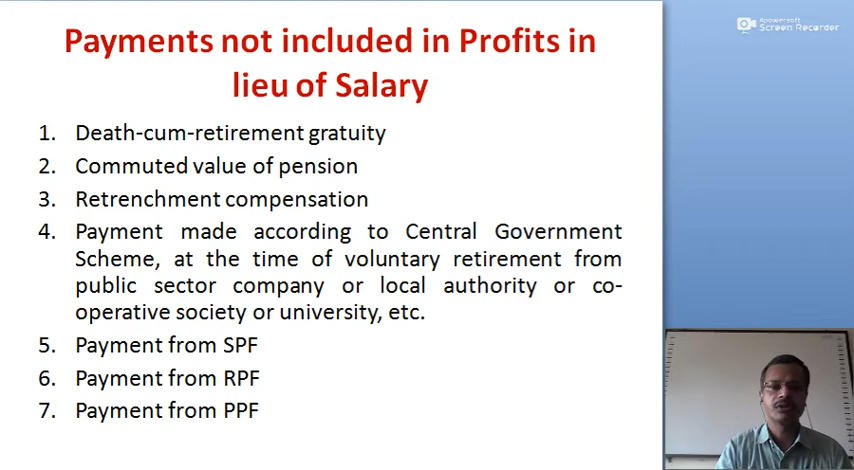 Payments not included in Profits in
lieu of Salary
1. Death-cum-retirement gratuity
2. Commuted value of pension
3. Retrenchment compensation
4. Payment made according to Central Government
Scheme, at the time of voluntary retirement from
public sector company or local authority or co-
operative society or university, etc.
5. Payment from SPF
6. Payment from RPF
7. Payment from PPF
Apowersoft
Screen Recorder